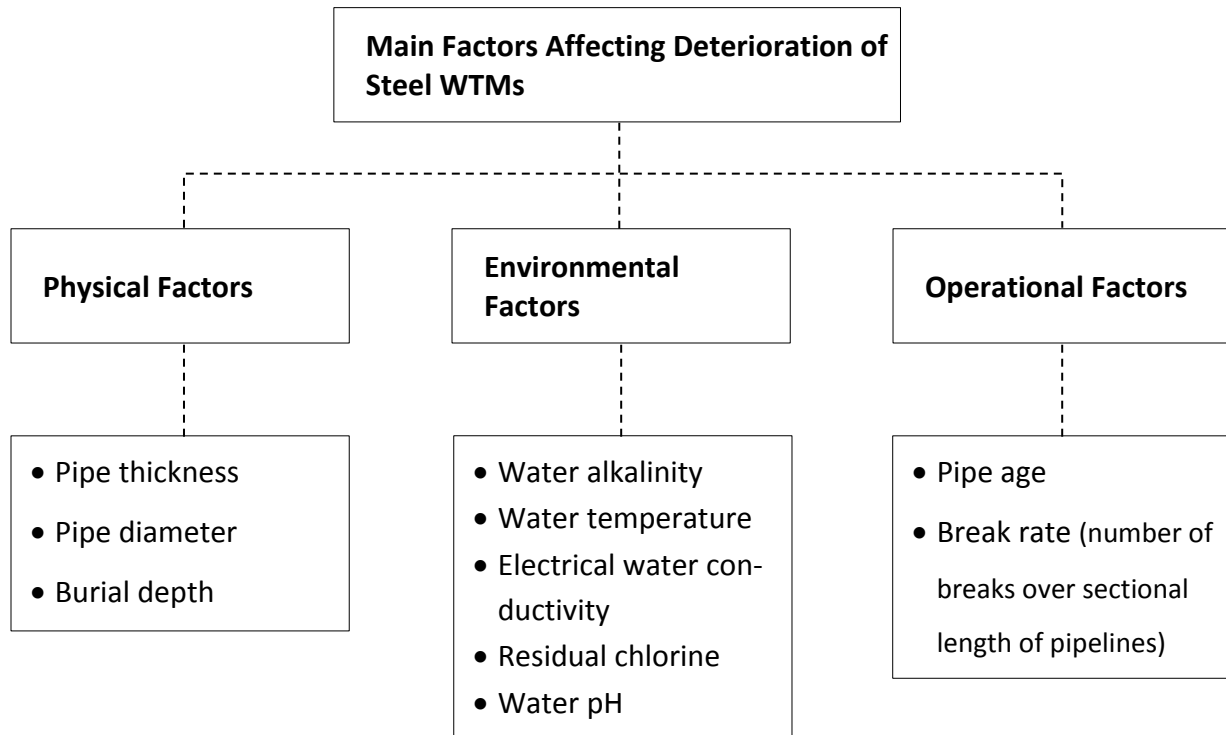 Main Factors Affecting Deterioration of
Steel WTMs
Physical Factors
Environmental
Factors
Operational Factors
• Pipe thickness
• Pipe diameter
• Burial depth
• Water alkalinity
• Water temperature
• Electrical water con-
ductivity
• Residual chlorine
• Water pH
• Pipe age
• Break rate (number of
breaks over sectional
length of pipelines)